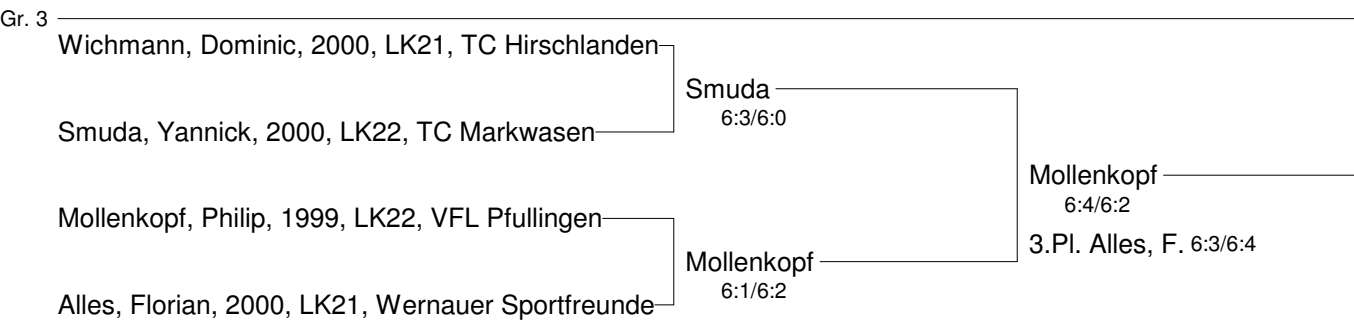 Gr. 3
Wichmann, Dominic, 2000, LK21, TC Hirschlanden
Smuda
6:3/6:0
Smuda, Yannick, 2000, LK22, TC Markwasen
Mollenkopf
6:4/6:2
Mollenkopf, Philip, 1999, LK22, VFL Pfullingen
3.Pl. Alles, F. 6:3/6:4
Mollenkopf
6:1/6:2
Alles, Florian, 2000, LK21, Wernauer Sportfreunde